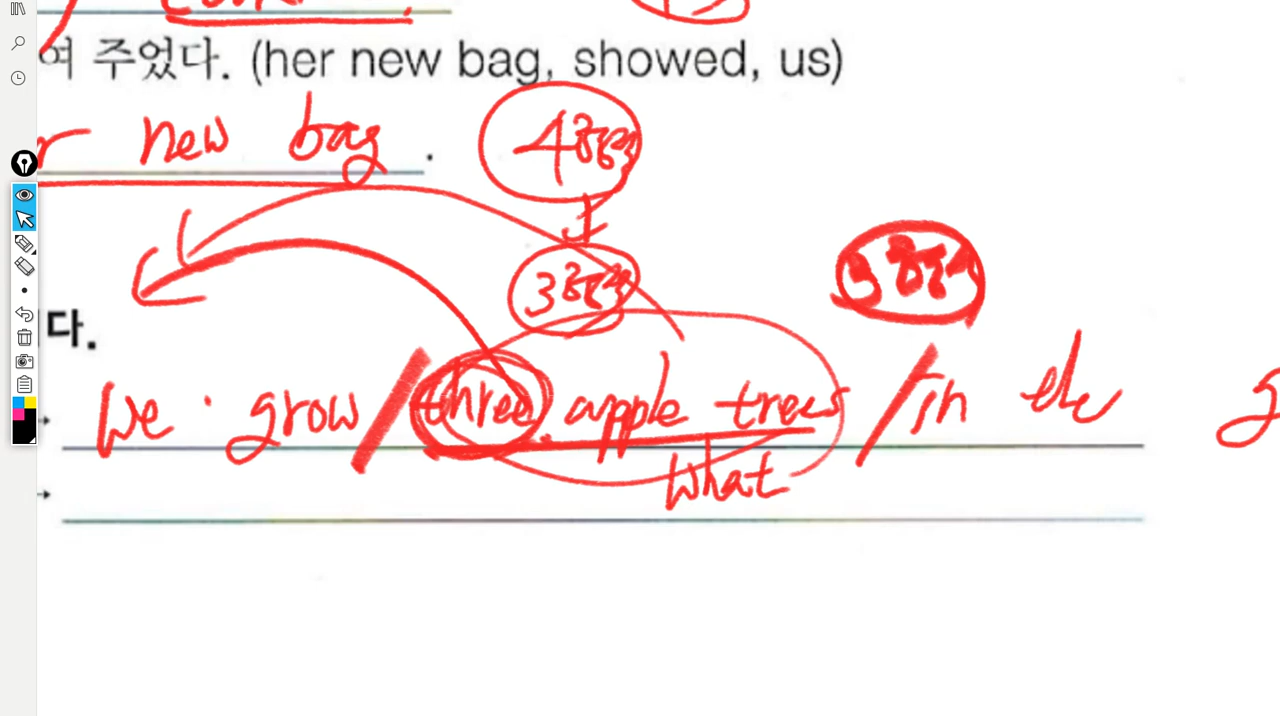 여 주었다. (her new bag, showed, us)
r new bag. 4형식
3형식 3형식
다.
We grow / three apple trees / in the g
what